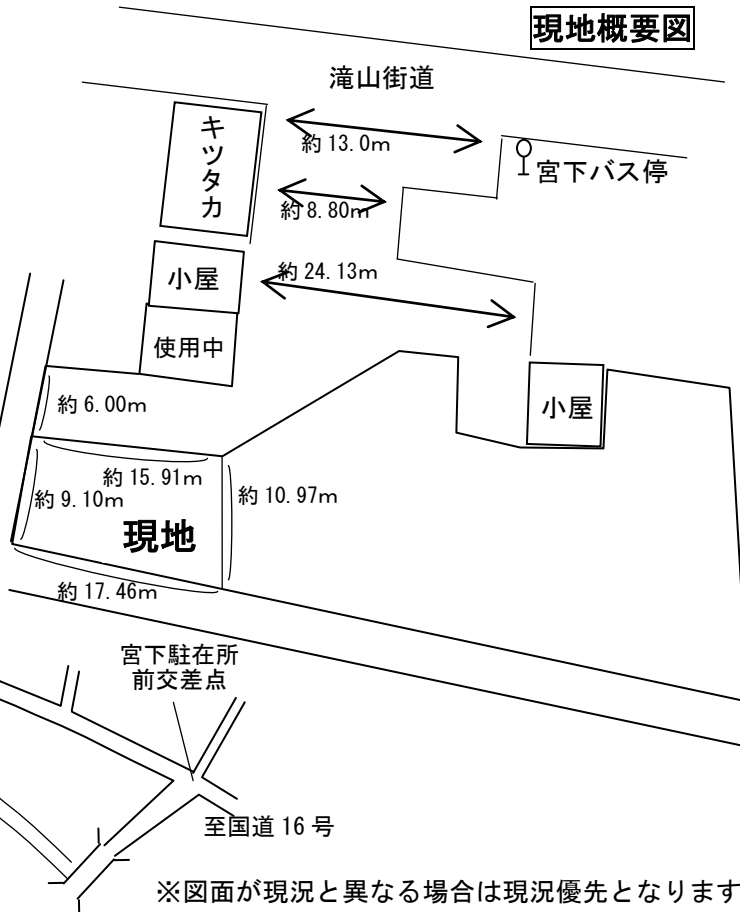 現地概要図
滝山街道
キツタカ
約 13.0m
宮下バス停
約 8.80m
小屋
約 24.13m
使用中
約 6.00m
小屋
約 15.91m
約 9.10m
約 10.97m
現地
約 17.46m
宮下駐在所
前交差点
至国道 16 号
※図面が現況と異なる場合は現況優先となります